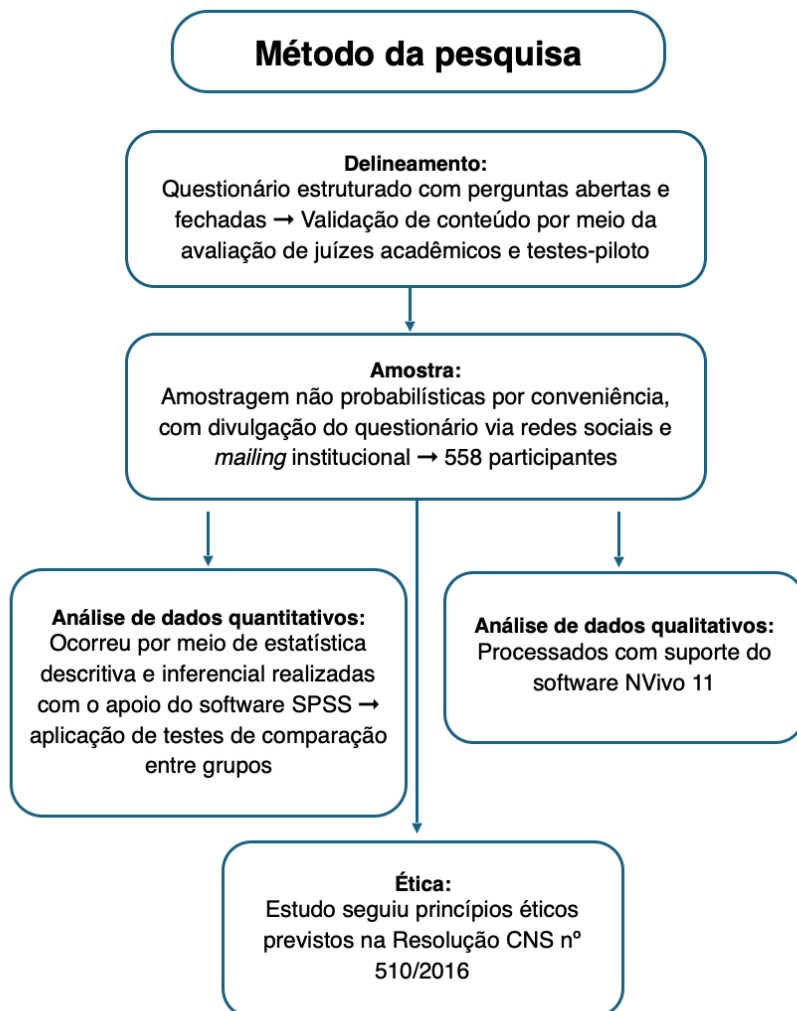 Método da pesquisa
Delineamento:
Questionário estruturado com perguntas abertas e
fechadas → Validação de conteúdo por meio da
avaliação de juízes acadêmicos e testes-piloto
Amostra:
Amostragem não probabilísticas por conveniência,
com divulgação do questionário via redes sociais e
mailing institucional → 558 participantes
Análise de dados quantitativos:
Ocorreu por meio de estatística
descritiva e inferencial realizadas
com o apoio do software SPSS →
aplicação de testes de comparação
entre grupos
Análise de dados qualitativos:
Processados com suporte do
software NVivo 11
Ética:
Estudo seguiu princípios éticos
previstos na Resolução CNS nº
510/2016